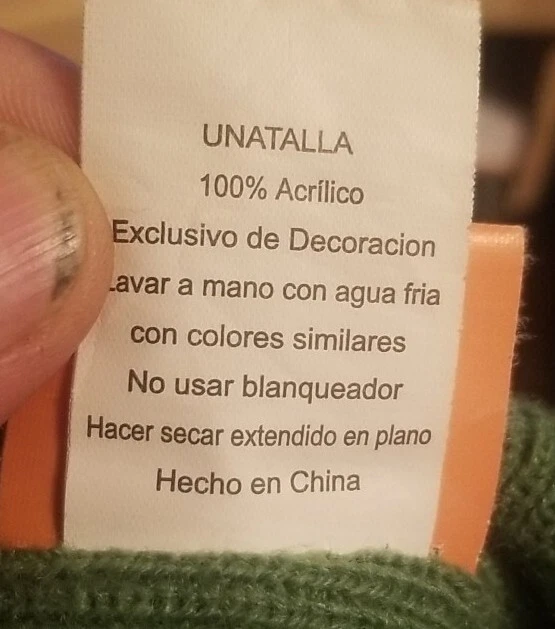 UNATALLA
100% Acrílico
Exclusivo de Decoracion
Lavar a mano con agua fria
con colores similares
No usar blanqueador
Hacer secar extendido en plano
Hecho en China